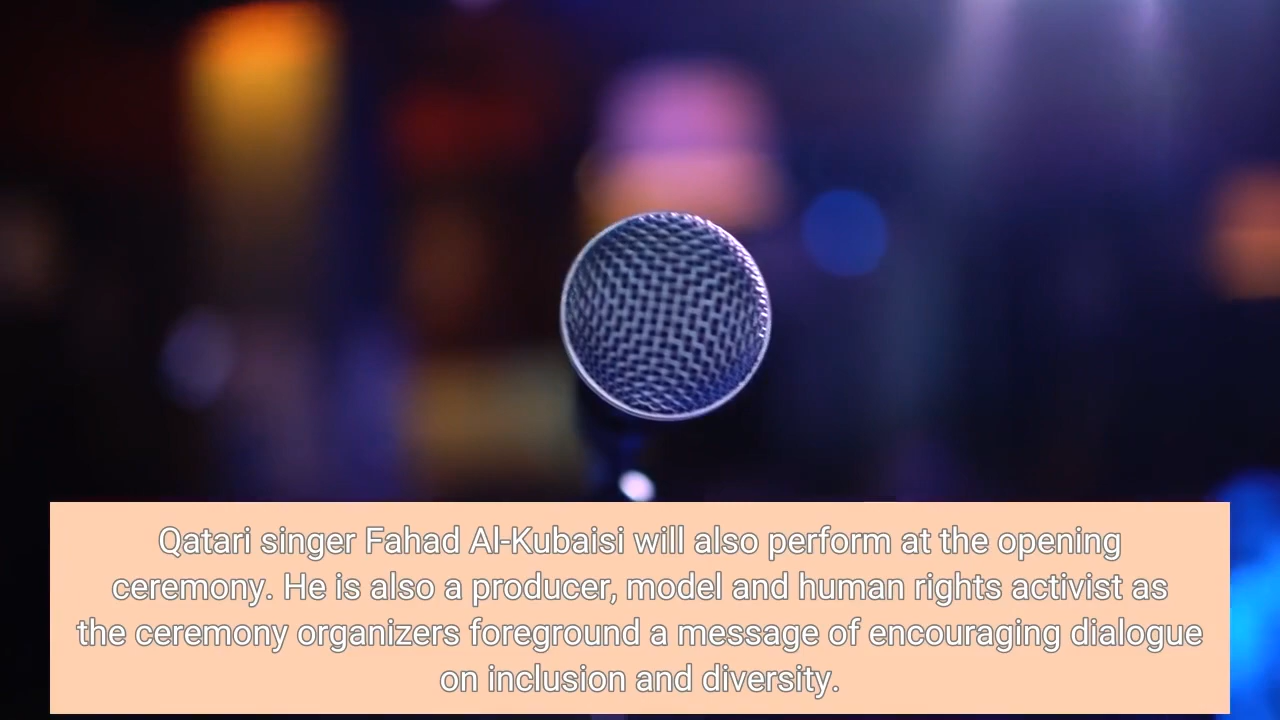 Qatari singer Fahad Al-Kubaisi will also perform at the opening
ceremony. He is also a producer, model and human rights activist as
the ceremony organizers foreground a message of encouraging dialogue
on inclusion and diversity.